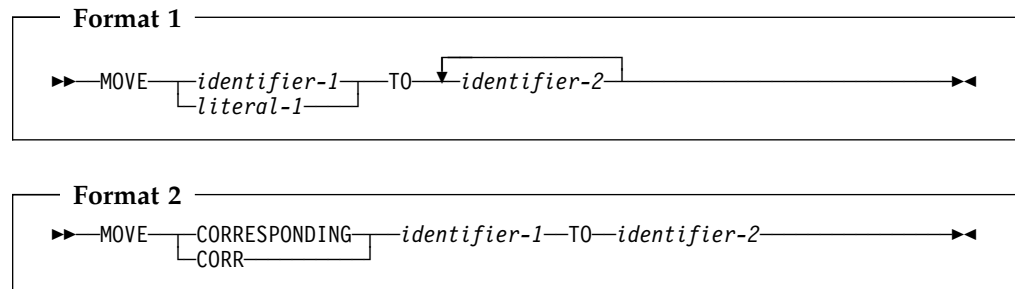 Format 1
MOVE identifier-1 TO identifier-2
literal-1
Format 2
MOVE CORRESPONDING identifier-1 TO identifier-2
CORR